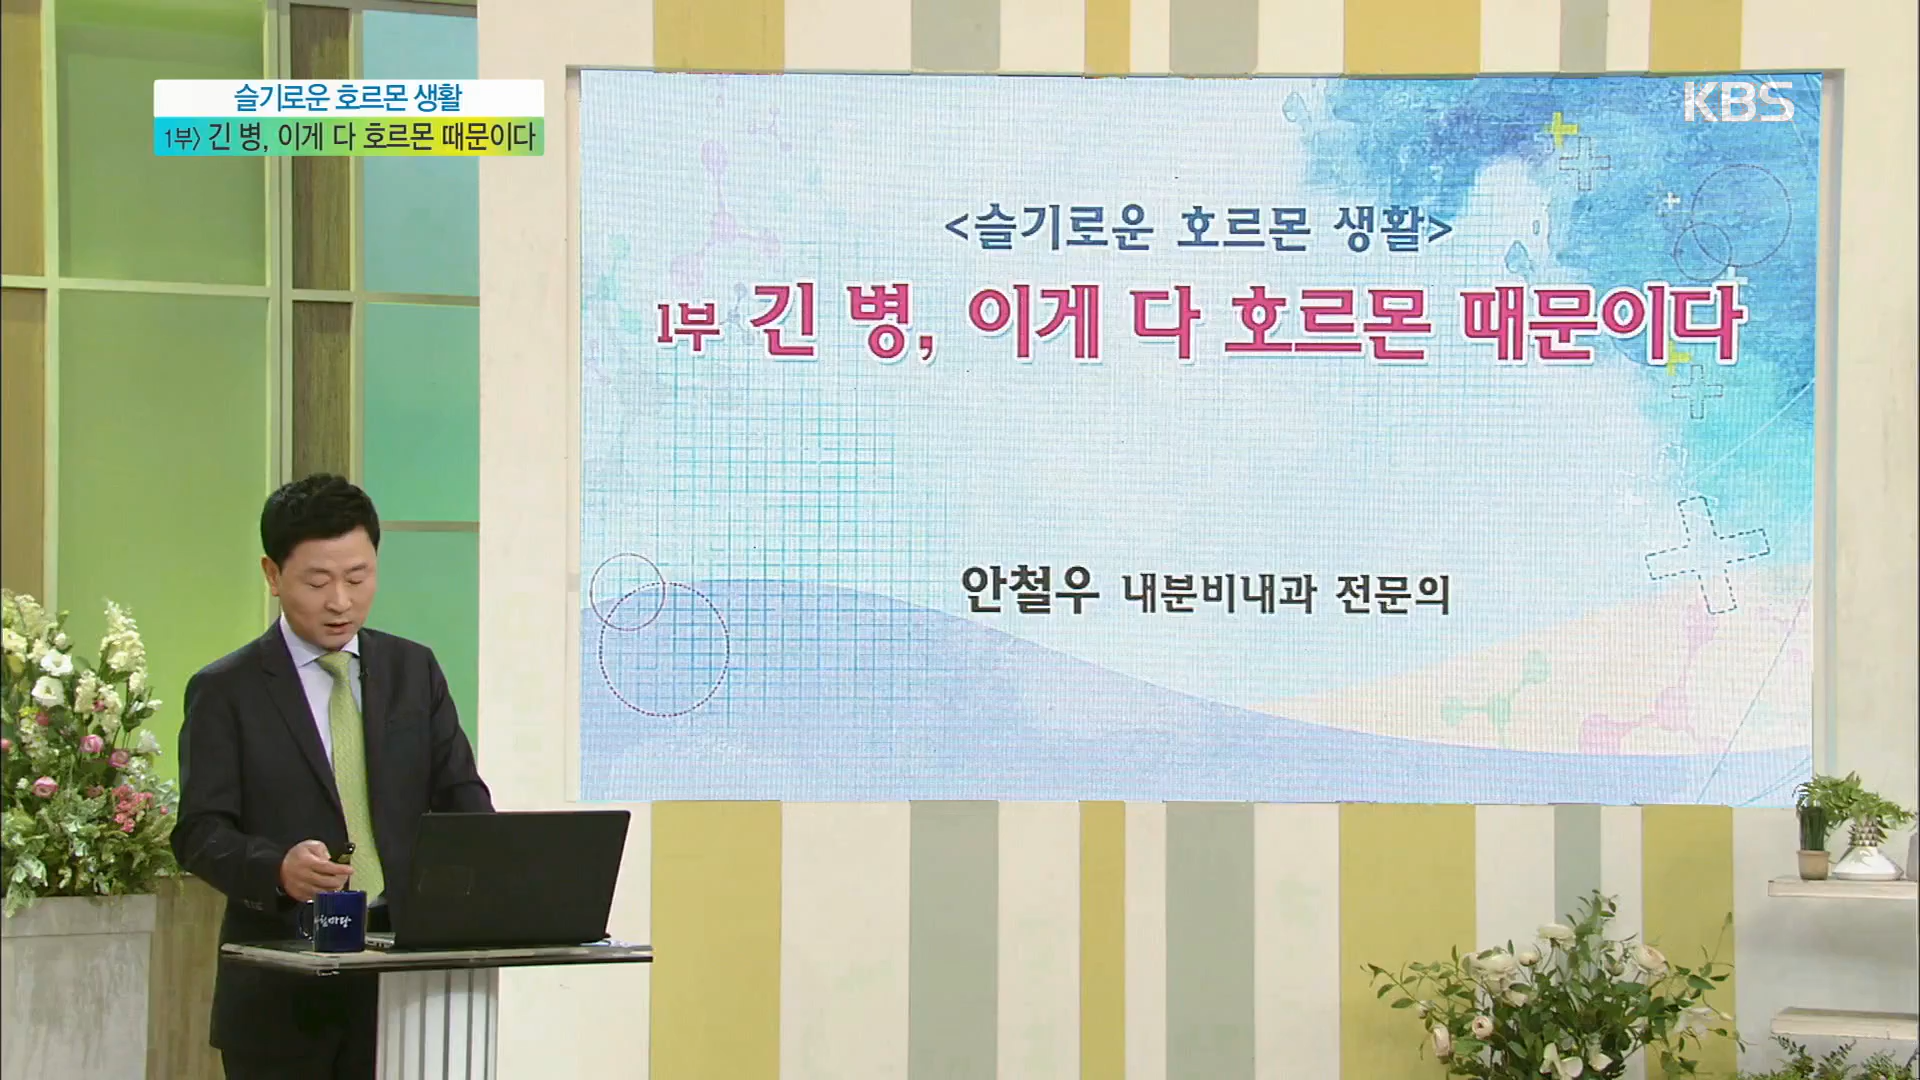 슬기로운 호르몬 생활
1부> 긴 병, 이게 다 호르몬 때문이다
KBS
<슬기로운 호르몬 생활>
1부 긴 병, 이게 다 호르몬 때문이다
안철우 내분비내과 전문의